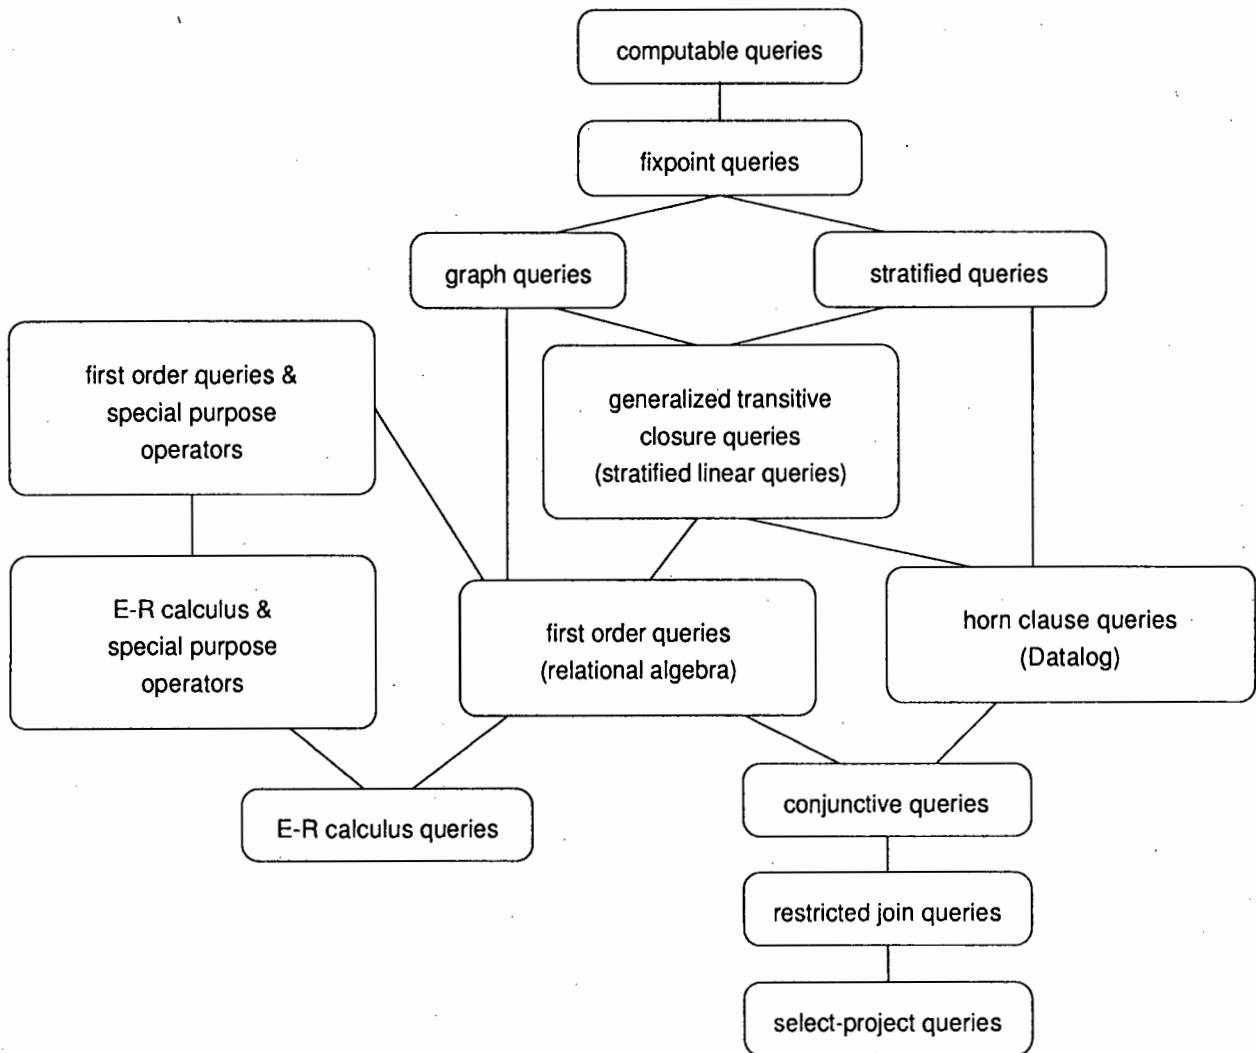 computable queries
fixpoint queries
graph queries
stratified queries
first order queries &
special purpose
operators
generalized transitive
closure queries
(stratified linear queries)
E-R calculus &
special purpose
operators
first order queries
(relational algebra)
horn clause queries
(Datalog)
conjunctive queries
E-R calculus queries
restricted join queries
select-project queries